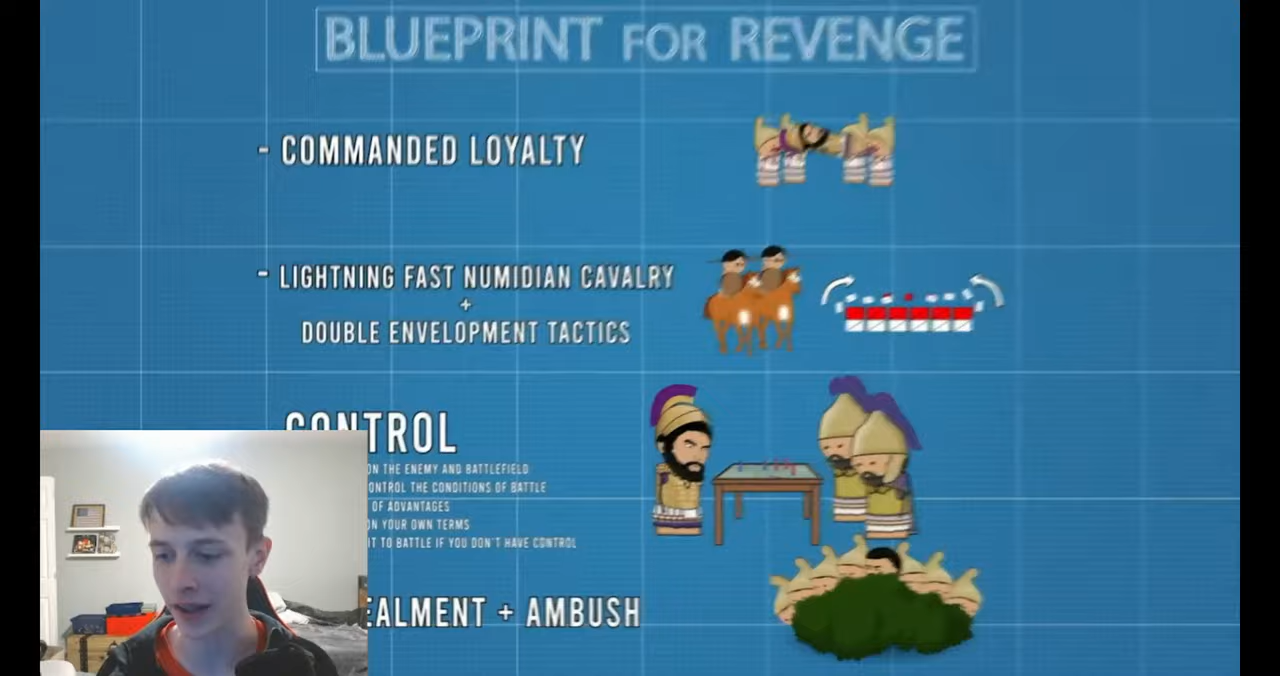 BLUEPRINT FOR REVENGE
- COMMANDED LOYALTY
- LIGHTNING FAST NUMIDIAN CAVALRY
+
DOUBLE ENVELOPMENT TACTICS
CONTROL
ON THE ENEMY AND BATTLEFIELD
CONTROL THE CONDITIONS OF BATTLE
OF ADVANTAGES
ON YOUR OWN TERMS
IT TO BATTLE IF YOU DON'T HAVE CONTROL
EALMENT + AMBUSH